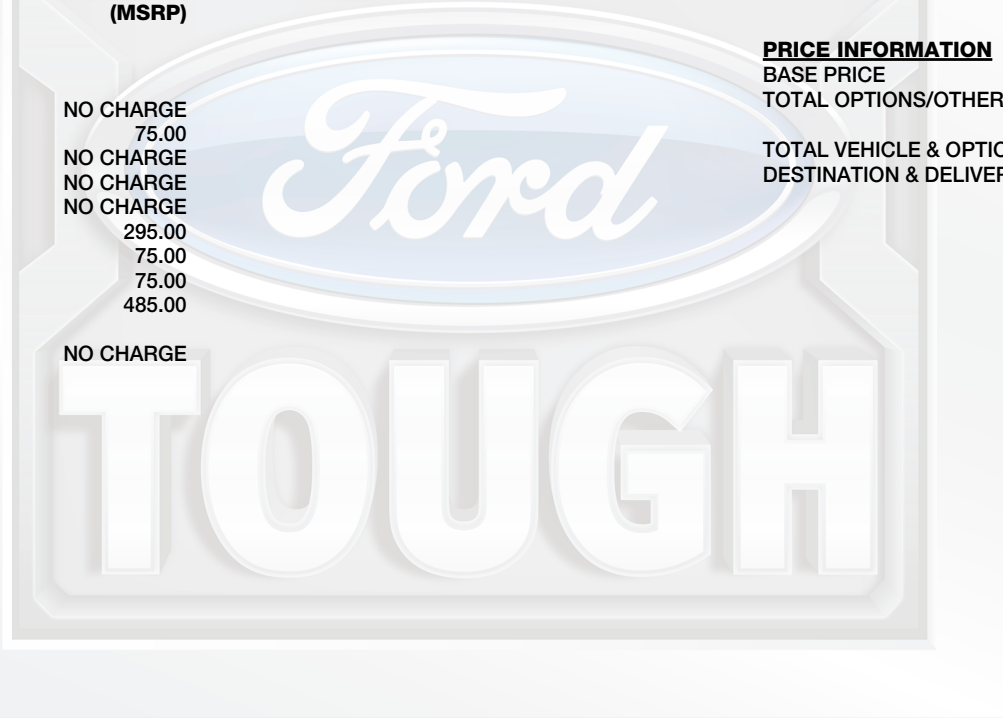 (MSRP)
NO CHARGE
75.00
NO CHARGE
NO CHARGE
NO CHARGE
295.00
75.00
75.00
485.00
NO CHARGE
PRICE INFORMATION
BASE PRICE
TOTAL OPTIONS/OTHER
TOTAL VEHICLE & OPTIO
DESTINATION & DELIVER
Ford
TOUGH